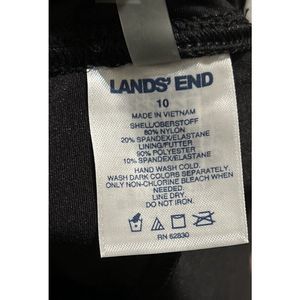 LANDS' END
10
MADE IN VIETNAM
SHELL/OBERSTOFF
80% NYLON
20% SPANDEX/ELASTANE
LINING/FUTTER
90% POLYESTER
10% SPANDEX/ELASTANE
HAND WASH COLD.
WASH DARK COLORS SEPARATELY.
ONLY NON-CHLORINE BLEACH WHEN
NEEDED.
LINE DRY.
DO NOT IRON.
RN 62830